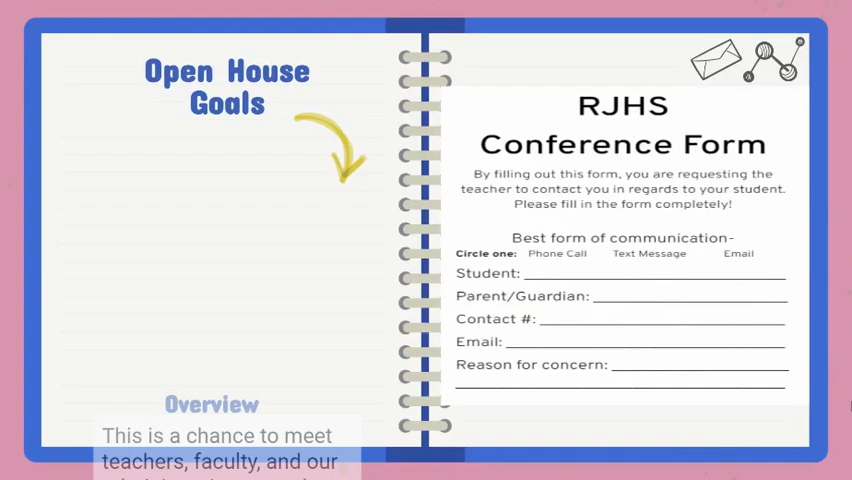 Open House
Goals
Overview
This is a chance to meet
teachers, faculty, and our
RJHS
Conference Form
By filling out this form, you are requesting the
teacher to contact you in regards to your student.
Please fill in the form completely!
Best form of communication-
Circle one: Phone Call Text Message Email
Student:
Parent/Guardian:
Contact #:
Email:
Reason for concern: